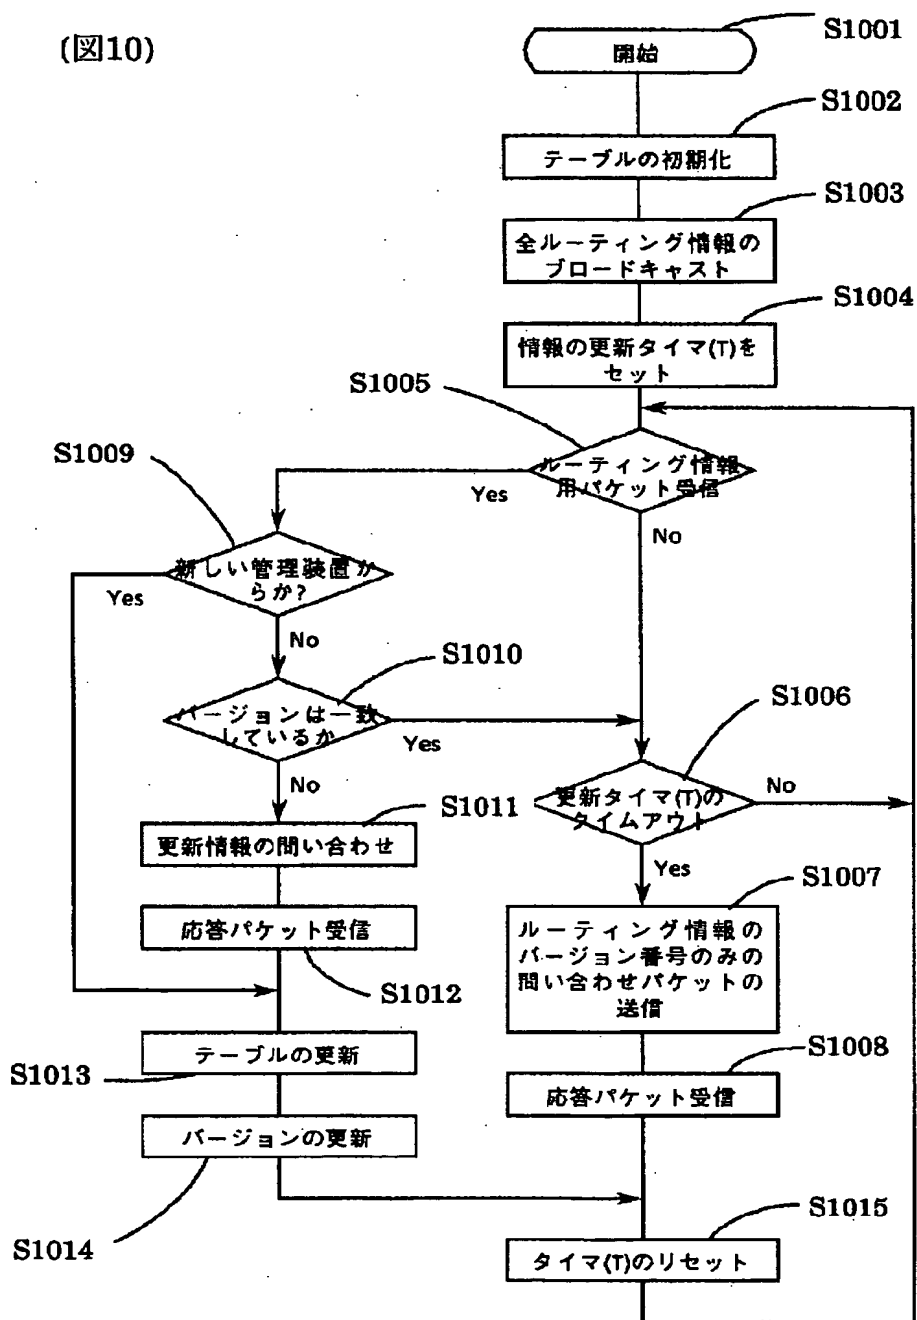 (図10)
S1001
開始
S1002
テーブルの初期化
S1003
全ルーティング情報の
ブロードキャスト
S1004
情報の更新タイマ(T)を
セット
S1005
ルーティング情報
用パケット受信
Yes
No
S1009
新しい管理装置か
らか?
Yes
No
S1010
バージョンは一致
しているか
Yes
No
S1006
更新タイマ(T)の
タイムアウト
No
Yes
S1011
更新情報の問い合わせ
S1007
ルーティング情報の
バージョン番号のみの
問い合わせパケットの
送信
応答パケット受信
S1012
S1008
応答パケット受信
テーブルの更新
S1013
バージョンの更新
S1014
S1015
タイマ(T)のリセット